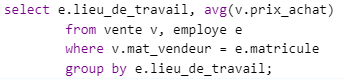 select e.lieu_de_travail, avg(v.prix_achat)
from vente v, employe e
where v.mat_vendeur = e.matricule
group by e.lieu_de_travail;